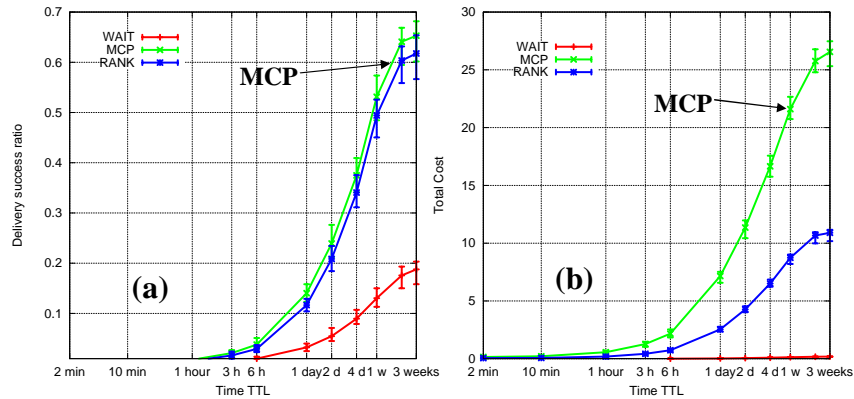 0.7
0.6
0.5
0.4
0.3
0.2
0.1
Delivery success ratio
WAIT
MCP
RANK
MCP
(a)
2 min 10 min 1 hour 3 h 6 h 1 day 2 d 4 d 1 w 3 weeks
Time TTL
30
25
20
15
10
5
0
Total Cost
WAIT
MCP
RANK
MCP
(b)
2 min 10 min 1 hour 3 h 6 h 1 day 2 d 4 d 1 w 3 weeks
Time TTL